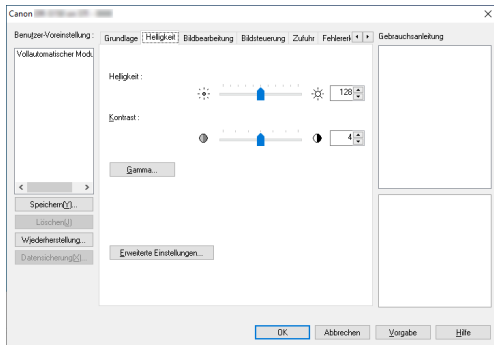 Canon
Benutzer-Voreinstellung :
Vollautomatischer Modu
Speichern(Y)...
Löschen(J)
Wiederherstellung...
Datensicherung(X)...
Grundlage
Helligkeit
Bildbearbeitung
Bildsteuerung
Zufuhr
Fehlererk
Helligkeit :
128
Kontrast :
4
Gamma...
Erweiterte Einstellungen...
Gebrauchsanleitung
OK
Abbrechen
Vorgabe
Hilfe